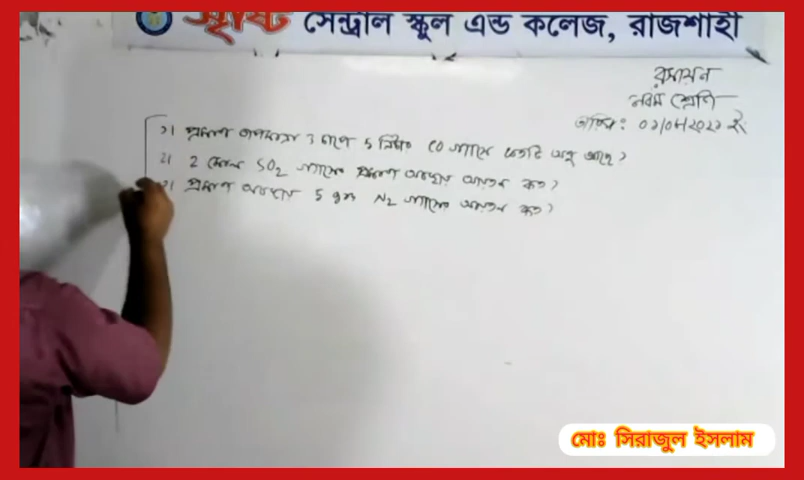 সৃষ্টি সেন্ট্রাল স্কুল এন্ড কলেজ, রাজশাহী
রসায়ন
নবম শ্রেণি
তারিখ: ০১/০৮/২০২১ ইং
১। প্রমাণ তাপমাত্রা ও চাপে 5 লিটার CO গ্যাসে কতটি অণু আছে?
২। 2 মোল SO₂ গ্যাসের প্রমাণ অবস্থায় আয়তন কত?
৩। প্রমাণ অবস্থায় 5 gm N₂ গ্যাসের আয়তন কত?
মোঃ সিরাজুল ইসলাম